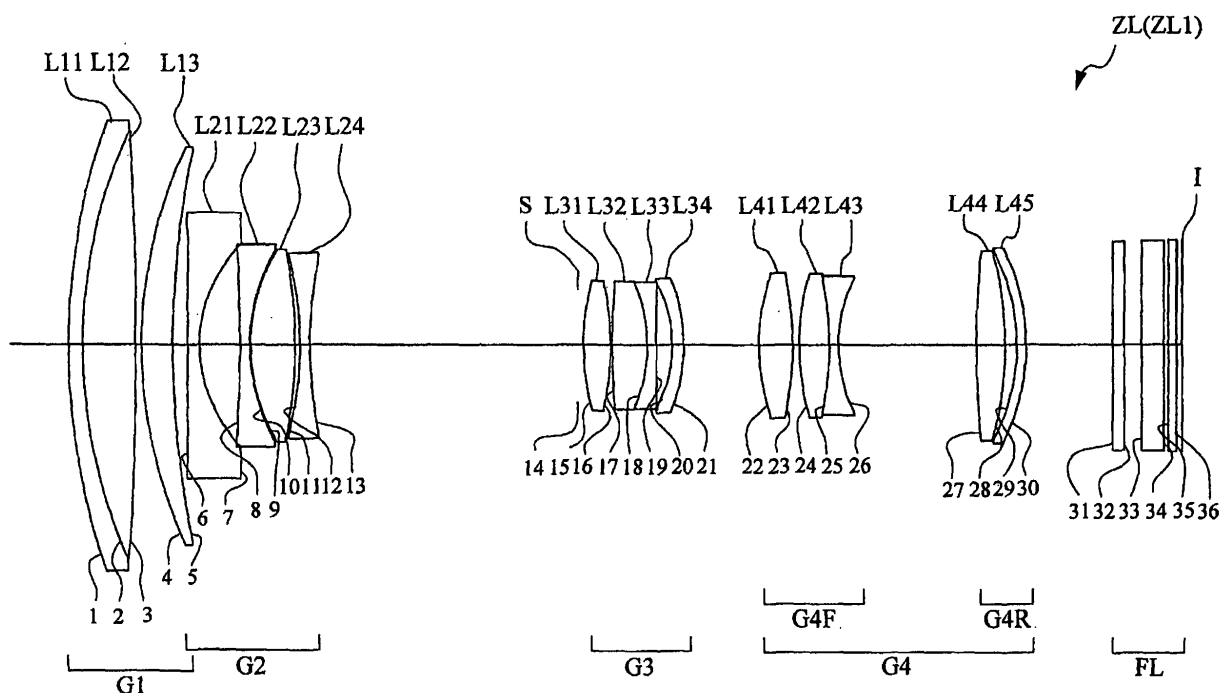 ZL(ZL1)
L11 L12 L13
L21 L22 L23 L24
S L31 L32 L33 L34
L41 L42 L43
L44 L45
I
1 2 3 4 5 6 7 8 9 10 11 12 13
14 15 16 17 18 19 20 21
22 23 24 25 26
27 28 29 30
31 32 33 34 35 36
G4F G4R
G1 G2 G3 G4 FL